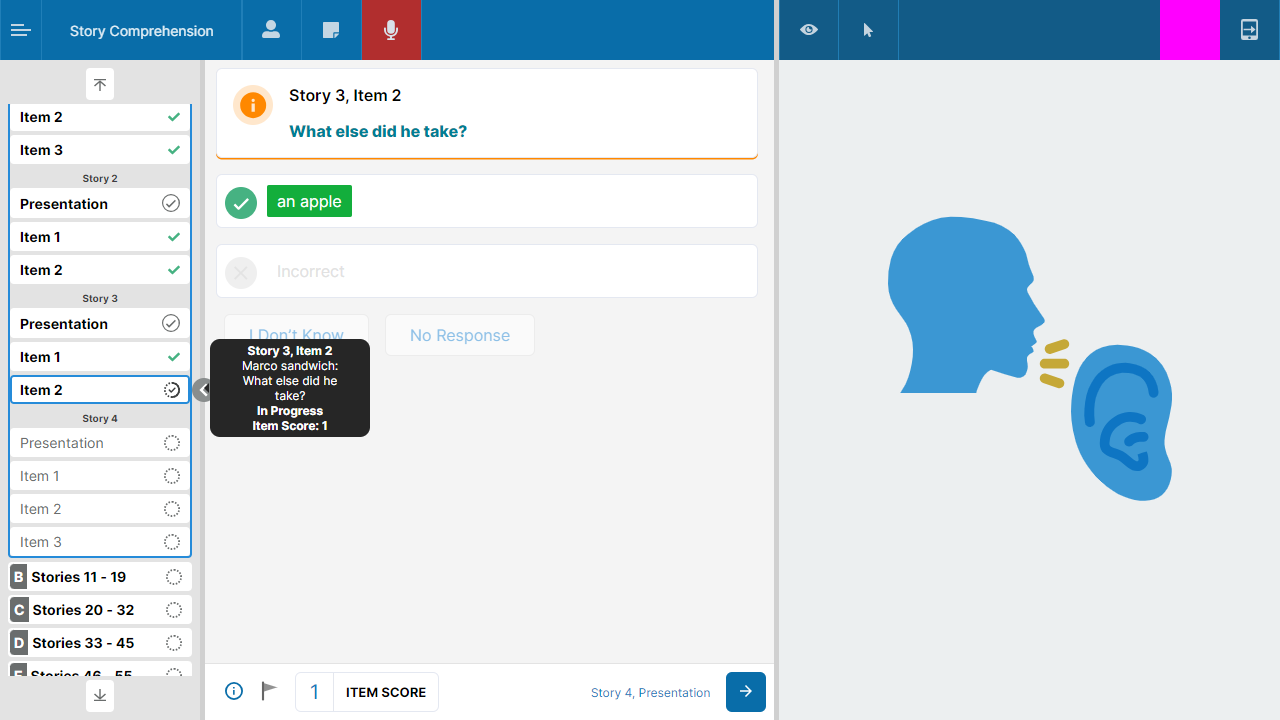 Story Comprehension
Item 2
Item 3
Story 2
Presentation
Item 1
Item 2
Story 3
Presentation
Item 1
Item 2
Story 4
Presentation
Item 1
Item 2
Item 3
B Stories 11 - 19
C Stories 20 - 32
D Stories 33 - 45
E Stories 46 - 55
Story 3, Item 2
What else did he take?
an apple
Incorrect
I Don't Know
No Response
Story 3, Item 2
Marco sandwich:
What else did he
take?
In Progress
Item Score: 1
1 ITEM SCORE
Story 4, Presentation